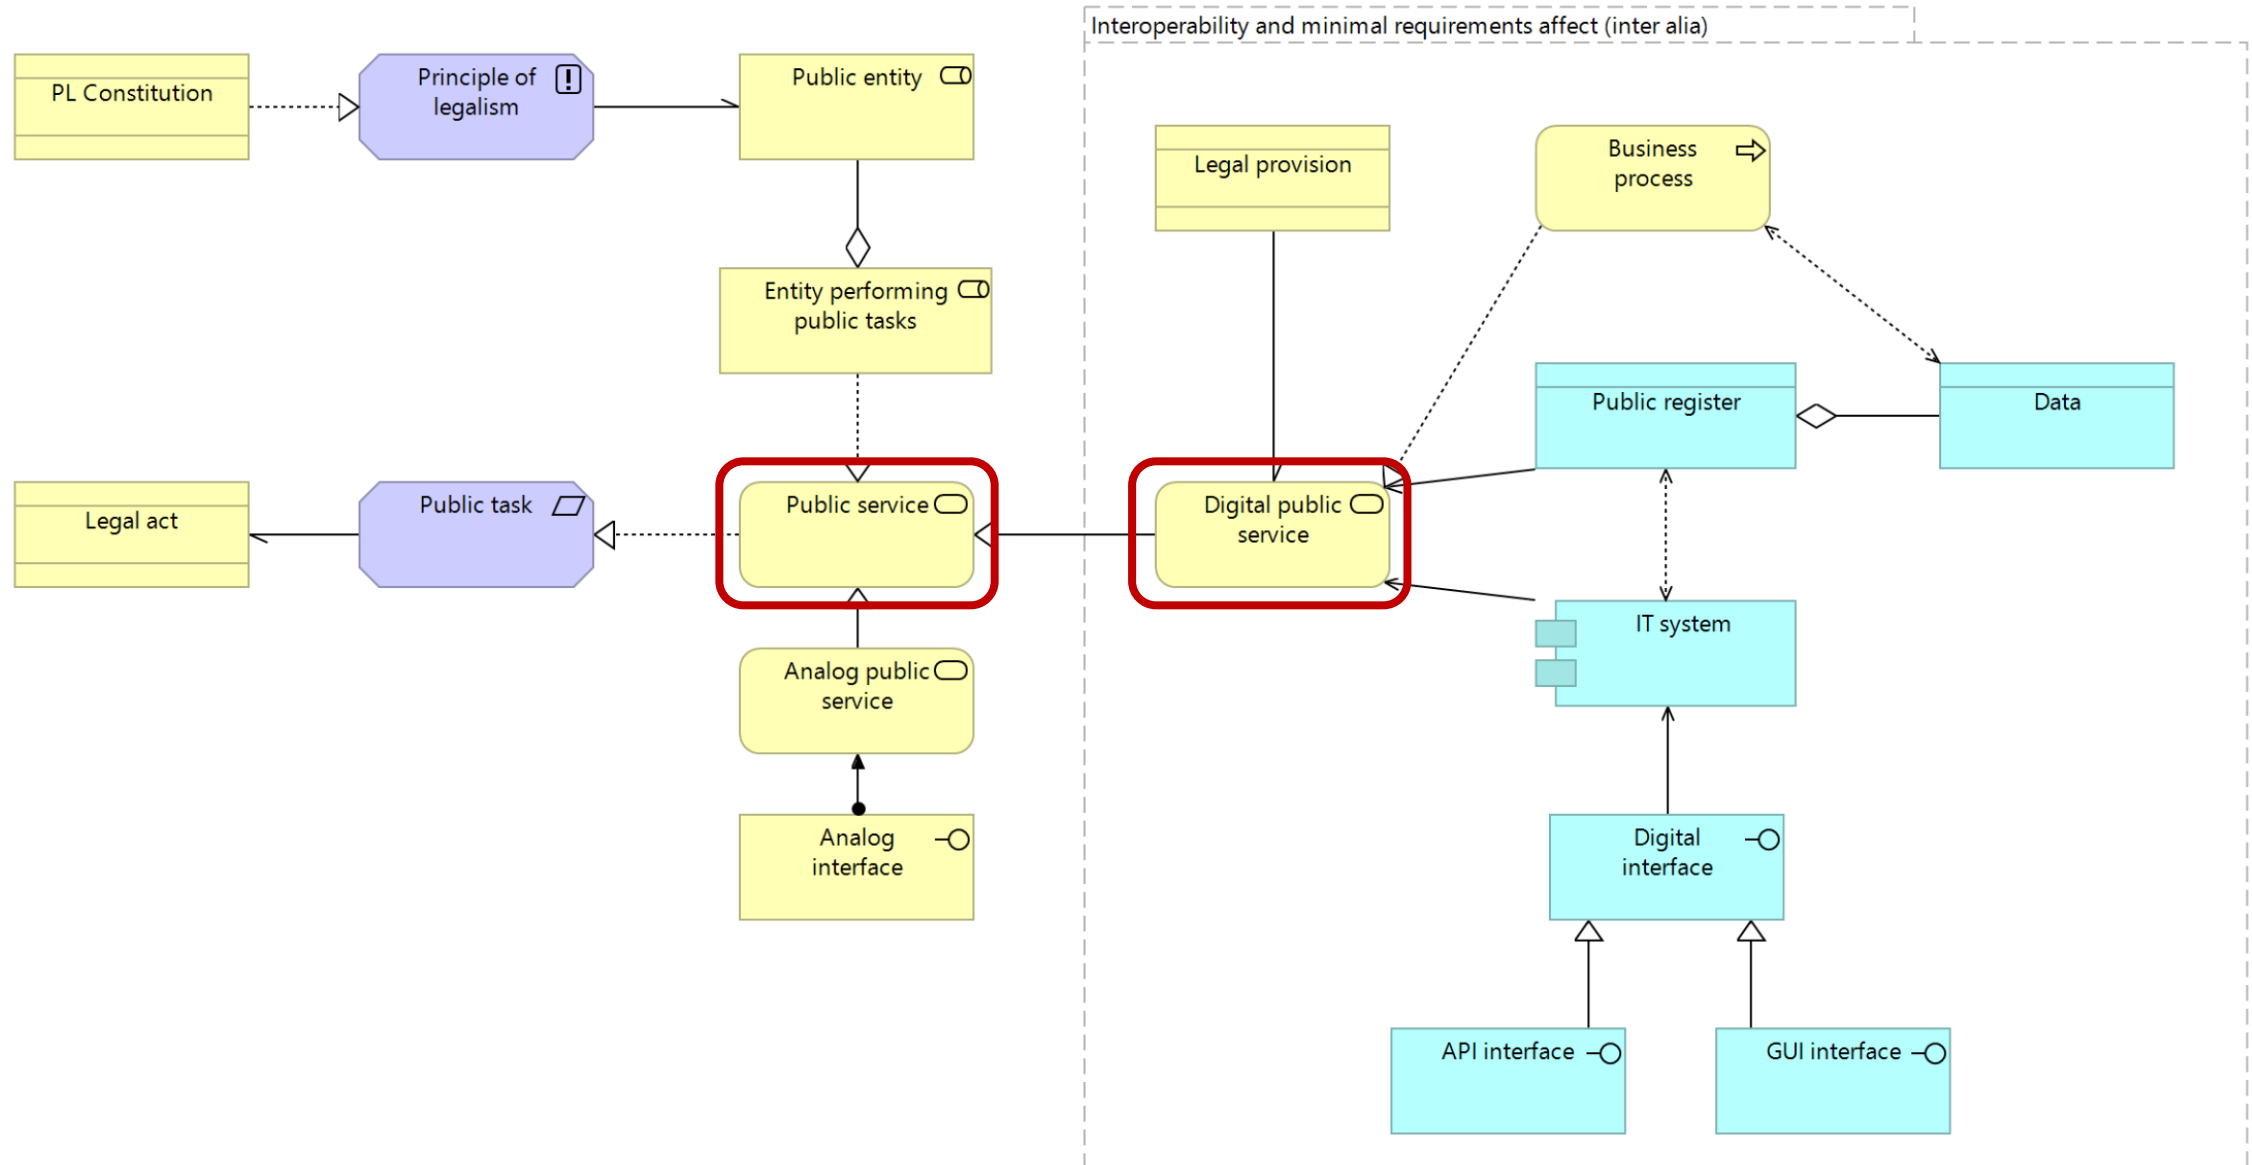 Interoperability and minimal requirements affect (inter alia)
PL Constitution
Principle of
legalism
Public entity
Legal provision
Business
process
Entity performing
public tasks
Public register
Data
Legal act
Public task
Public service
Digital public
service
IT system
Analog public
service
Analog
interface
Digital
interface
API interface
GUI interface